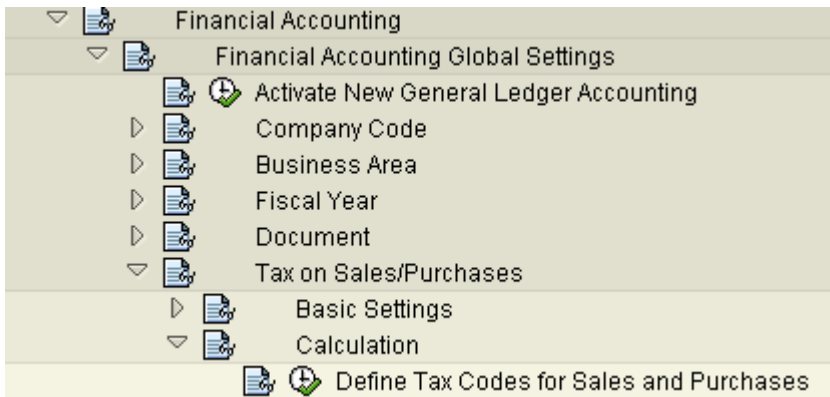 Financial Accounting
Financial Accounting Global Settings
Activate New General Ledger Accounting
Company Code
Business Area
Fiscal Year
Document
Tax on Sales/Purchases
Basic Settings
Calculation
Define Tax Codes for Sales and Purchases